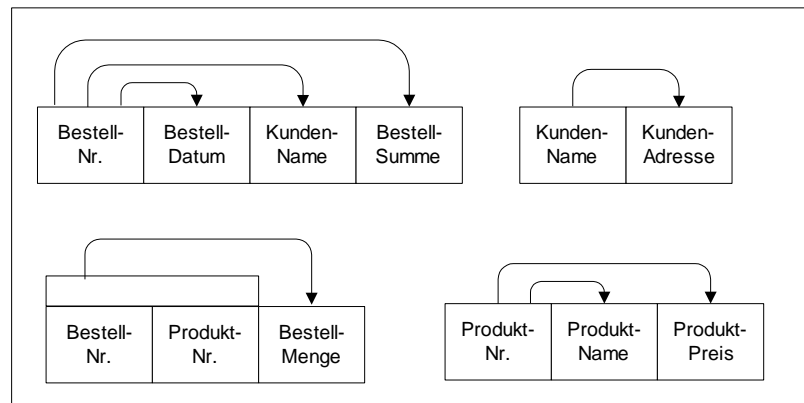 Bestell-
Nr.
Bestell-
Datum
Kunden-
Name
Bestell-
Summe
Kunden-
Name
Kunden-
Adresse
Bestell-
Nr.
Produkt-
Nr.
Bestell-
Menge
Produkt-
Nr.
Produkt-
Name
Produkt-
Preis